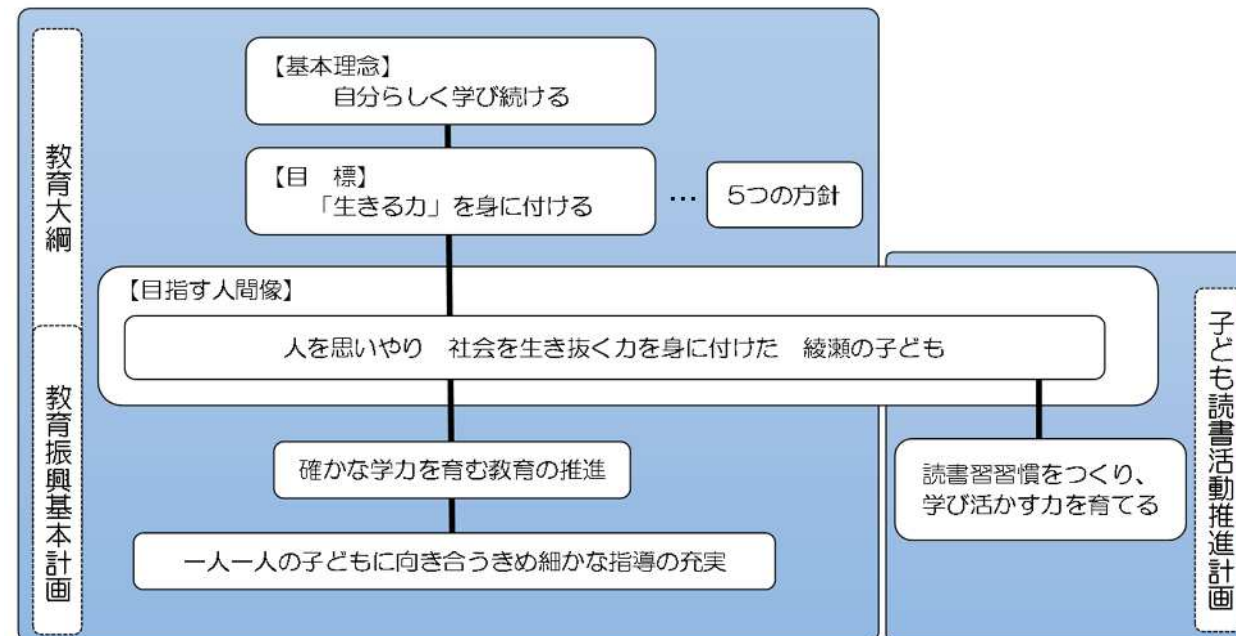 教育大綱
【基本理念】
自分らしく学び続ける
【目　標】
「生きる力」を身に付ける
…
5つの方針
【目指す人間像】
人を思いやり　社会を生き抜く力を身に付けた　綾瀬の子ども
教育振興基本計画
確かな学力を育む教育の推進
一人一人の子どもに向き合うきめ細かな指導の充実
子ども読書活動推進計画
読書習習慣をつくり、
学び活かす力を育てる